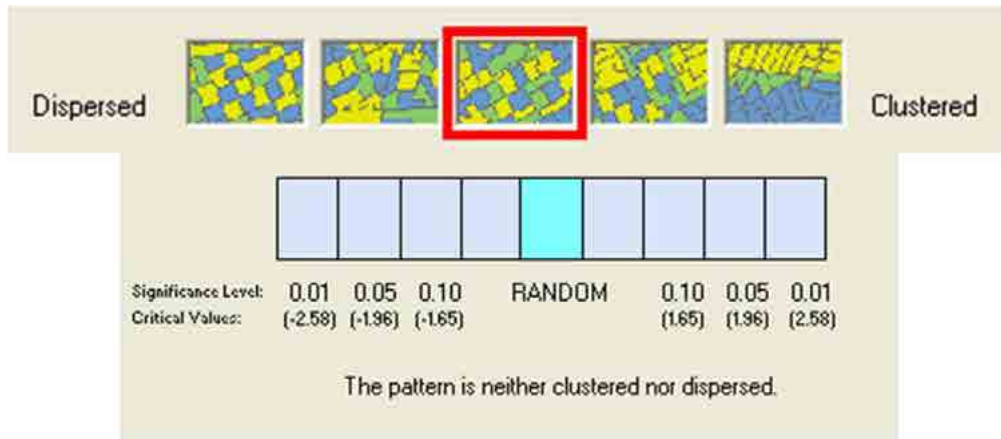 Dispersed Clustered
Significance Level: 0.01 0.05 0.10 RANDOM 0.10 0.05 0.01
Critical Values: (-2.58) (-1.96) (-1.65) (1.65) (1.96) (2.58)
The pattern is neither clustered nor dispersed.